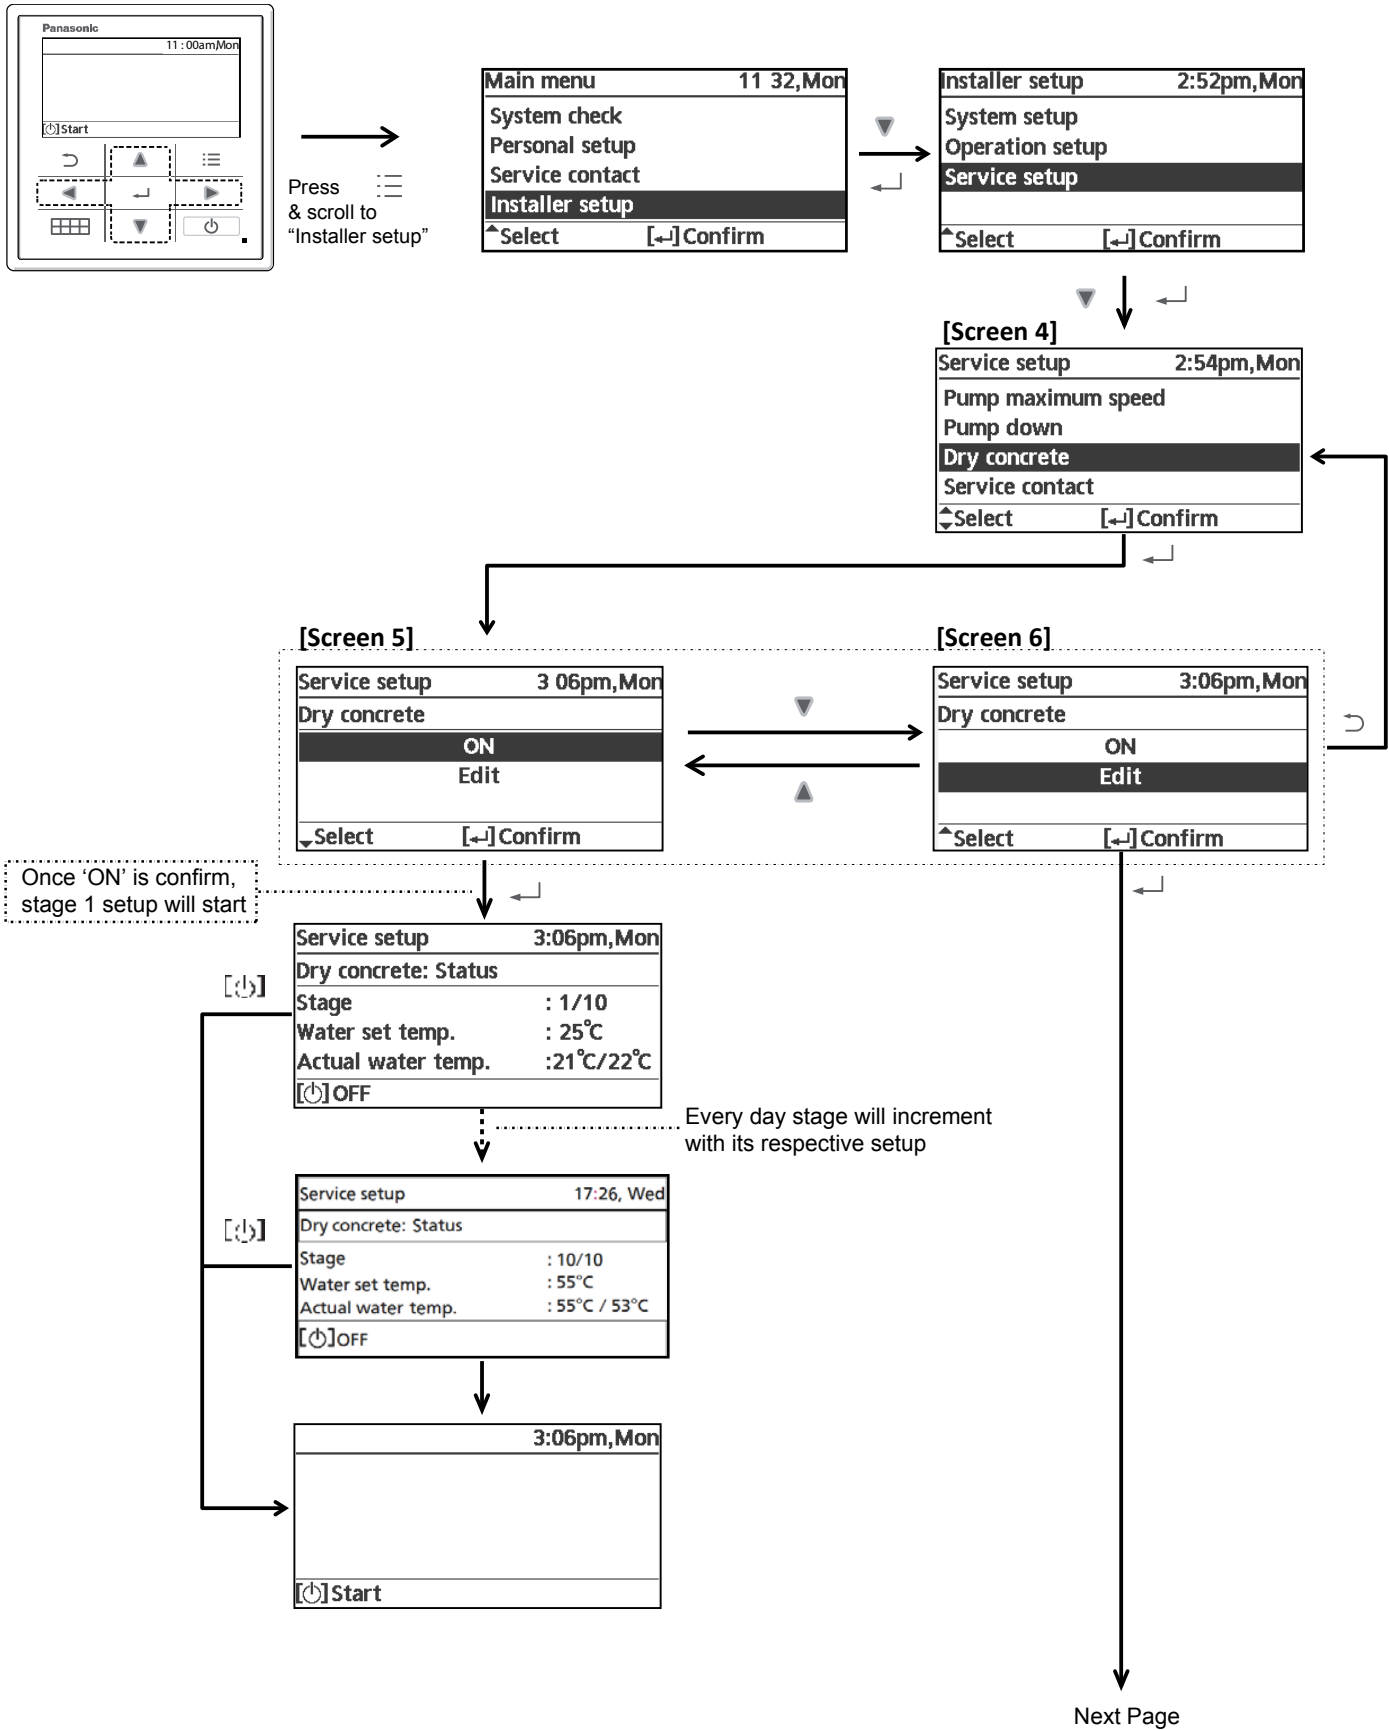 Panasonic
11 : 00am,Mon
[⏻]Start
Press
& scroll to
“Installer setup”
Main menu 11 32,Mon
System check
Personal setup
Service contact
Installer setup
Select [↵]Confirm
Installer setup 2:52pm,Mon
System setup
Operation setup
Service setup
Select [↵]Confirm
[Screen 4]
Service setup 2:54pm,Mon
Pump maximum speed
Pump down
Dry concrete
Service contact
Select [↵]Confirm
[Screen 5]
Service setup 3 06pm,Mon
Dry concrete
ON
Edit
Select [↵]Confirm
[Screen 6]
Service setup 3:06pm,Mon
Dry concrete
ON
Edit
Select [↵]Confirm
Once ‘ON’ is confirm,
stage 1 setup will start
Service setup 3:06pm,Mon
Dry concrete: Status
Stage : 1/10
Water set temp. : 25°C
Actual water temp. :21°C/22°C
[⏻]OFF
[⏻]
Every day stage will increment
with its respective setup
Service setup 17:26, Wed
Dry concrete: Status
Stage : 10/10
Water set temp. : 55°C
Actual water temp. : 55°C / 53°C
[⏻]OFF
[⏻]
3:06pm,Mon
[⏻]Start
Next Page